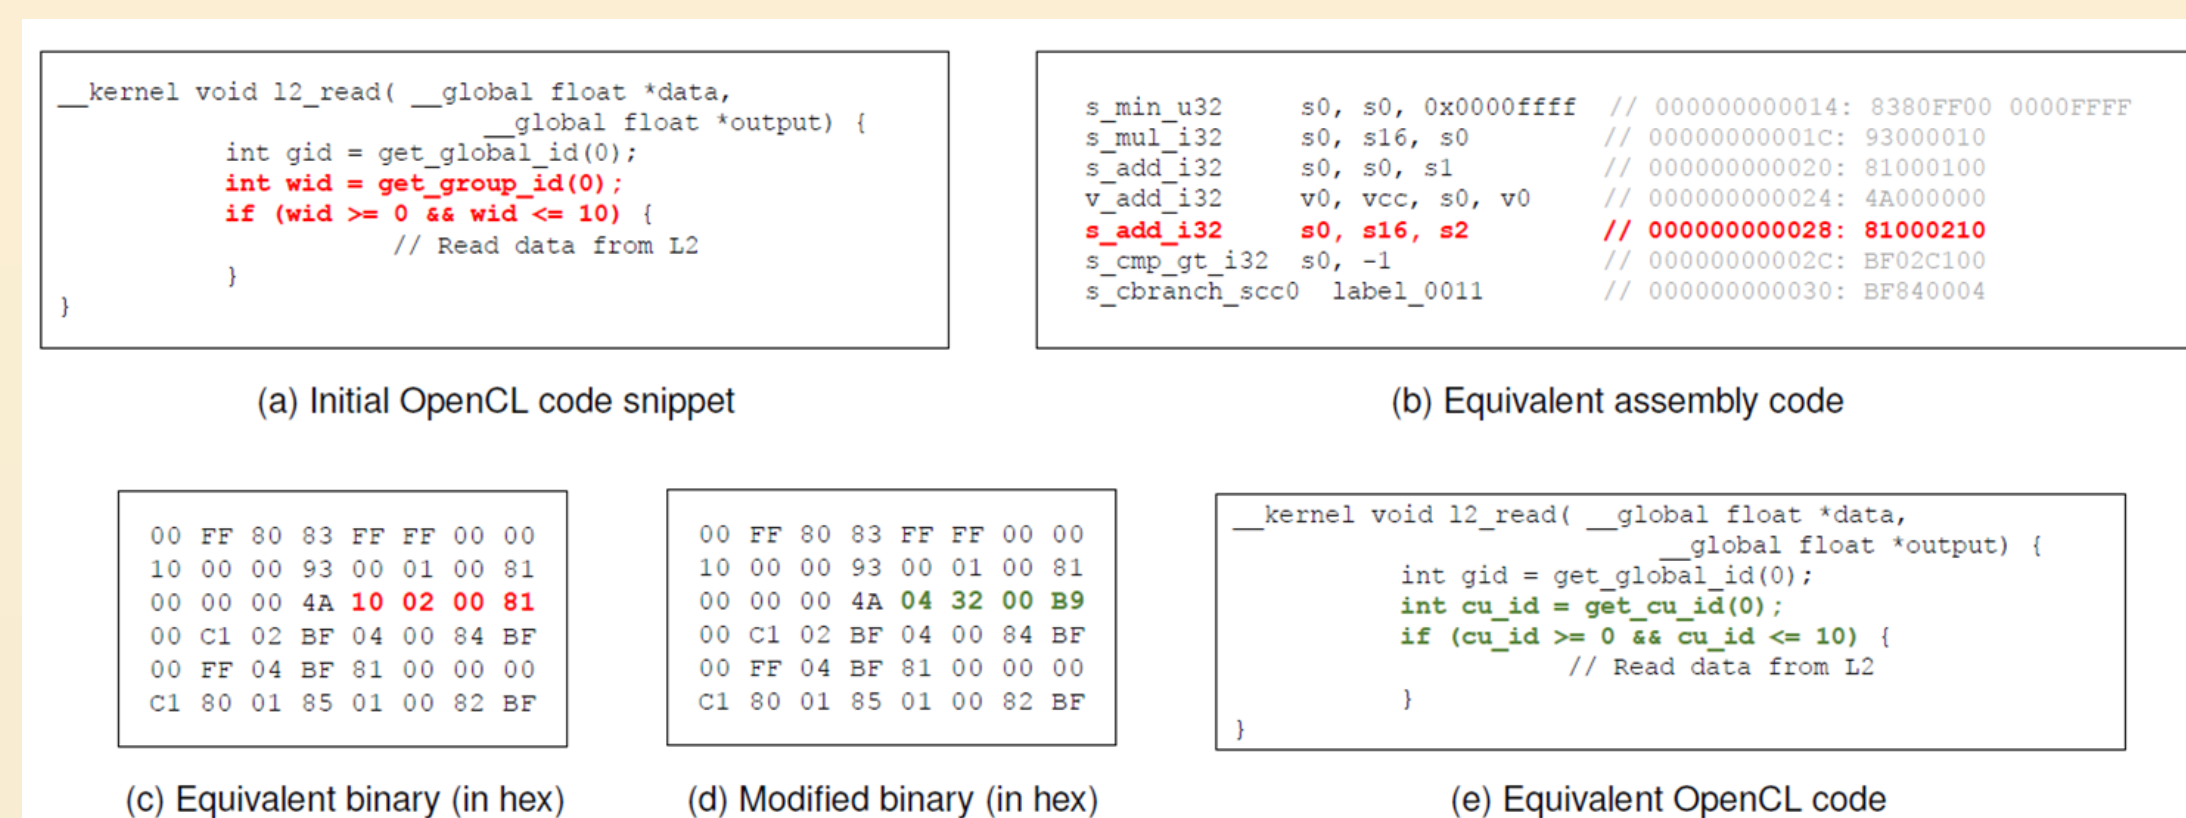 __kernel void l2_read( __global float *data,
__global float *output) {
int gid = get_global_id(0);
int wid = get_group_id(0);
if (wid >= 0 && wid <= 10) {
// Read data from L2
}
}
(a) Initial OpenCL code snippet
s_min_u32 s0, s0, 0x0000ffff // 000000000014: 8380FF00 0000FFFF
s_mul_i32 s0, s16, s0 // 00000000001C: 93000010
s_add_i32 s0, s0, s1 // 000000000020: 81000100
v_add_i32 v0, vcc, s0, v0 // 000000000024: 4A000000
s_add_i32 s0, s16, s2 // 000000000028: 81000210
s_cmp_gt_i32 s0, -1 // 00000000002C: BF02C100
s_cbranch_scc0 label_0011 // 000000000030: BF840004
(b) Equivalent assembly code
00 FF 80 83 FF FF 00 00
10 00 00 93 00 01 00 81
00 00 00 4A 10 02 00 81
00 C1 02 BF 04 00 84 BF
00 FF 04 BF 81 00 00 00
C1 80 01 85 01 00 82 BF
(c) Equivalent binary (in hex)
00 FF 80 83 FF FF 00 00
10 00 00 93 00 01 00 81
00 00 00 4A 04 32 00 B9
00 C1 02 BF 04 00 84 BF
00 FF 04 BF 81 00 00 00
C1 80 01 85 01 00 82 BF
(d) Modified binary (in hex)
__kernel void l2_read( __global float *data,
__global float *output) {
int gid = get_global_id(0);
int cu_id = get_cu_id(0);
if (cu_id >= 0 && cu_id <= 10) {
// Read data from L2
}
}
(e) Equivalent OpenCL code